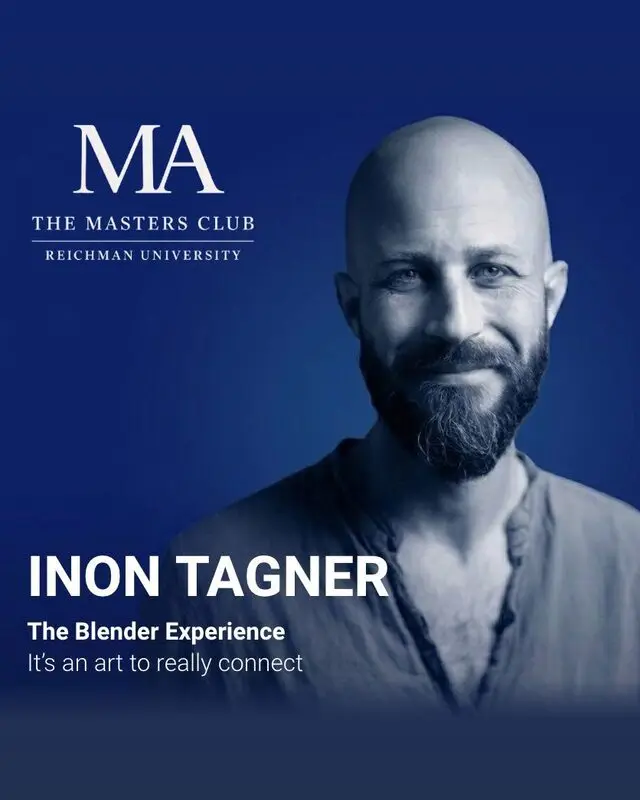 MA
THE MASTERS CLUB
REICHMAN UNIVERSITY
INON TAGNER
The Blender Experience
It’s an art to really connect